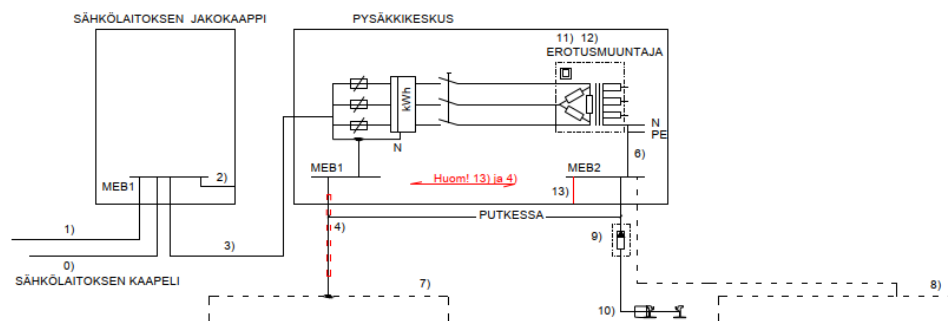 SÄHKÖLAITOKSEN JAKOKAAPPI
PYSÄKKIKESKUS
11) 12)
EROTUSMUUNTAJA
kWh
N
N
PE
6)
MEB1
2)
MEB1
Huom! 13) ja 4)
MEB2
13)
1)
3)
4)
PUTKESSA
9)
0)
SÄHKÖLAITOKSEN KAAPELI
7)
8)
10)